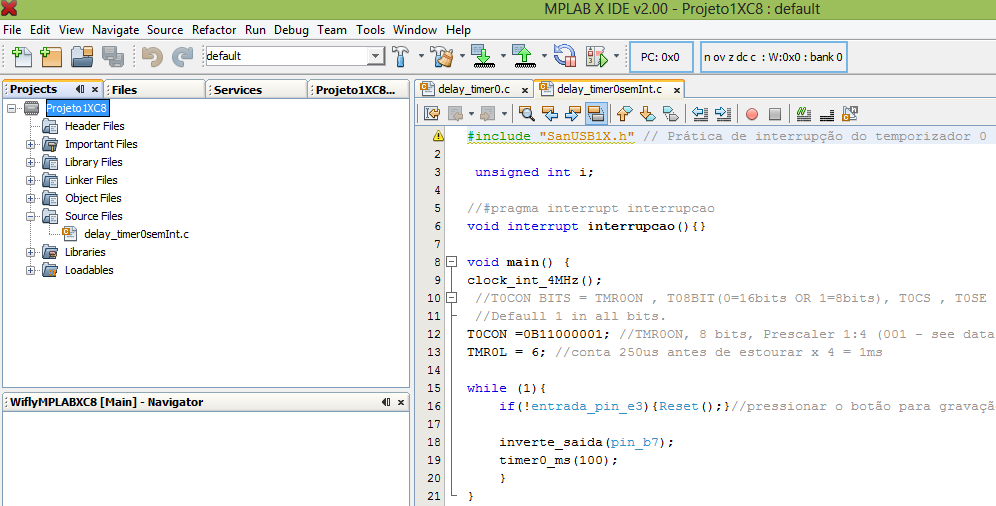 MPLAB X IDE v2.00 - Projeto1XC8 : default
File Edit View Navigate Source Refactor Run Debug Team Tools Window Help
default
PC: 0x0
n ov z dc c : W:0x0 : bank 0
Projects
Files
Services
Projeto1XC8...
Projeto1XC8
Header Files
Important Files
Library Files
Linker Files
Object Files
Source Files
delay_timer0semInt.c
Libraries
Loadables
WiflyMPLABXC8 [Main] - Navigator
delay_timer0.c
delay_timer0semInt.c
#include "SanUSB1X.h" // Prática de interrupção do temporizador 0
2
3 unsigned int i;
4
5 //#pragma interrupt interrupcao
6 void interrupt interrupcao(){}
7
8 void main() {
9 clock_int_4MHz();
10 //T0CON BITS = TMR0ON , T08BIT(0=16bits OR 1=8bits), T0CS , T0SE
11 //Defaull 1 in all bits.
12 T0CON =0B11000001; //TMR0ON, 8 bits, Prescaler 1:4 (001 - see data
13 TMR0L = 6; //conta 250us antes de estourar x 4 = 1ms
14
15 while (1){
16 if(!entrada_pin_e3){Reset();}//pressionar o botão para gravaçã
17
18 inverte_saida(pin_b7);
19 timer0_ms(100);
20 }
21 }